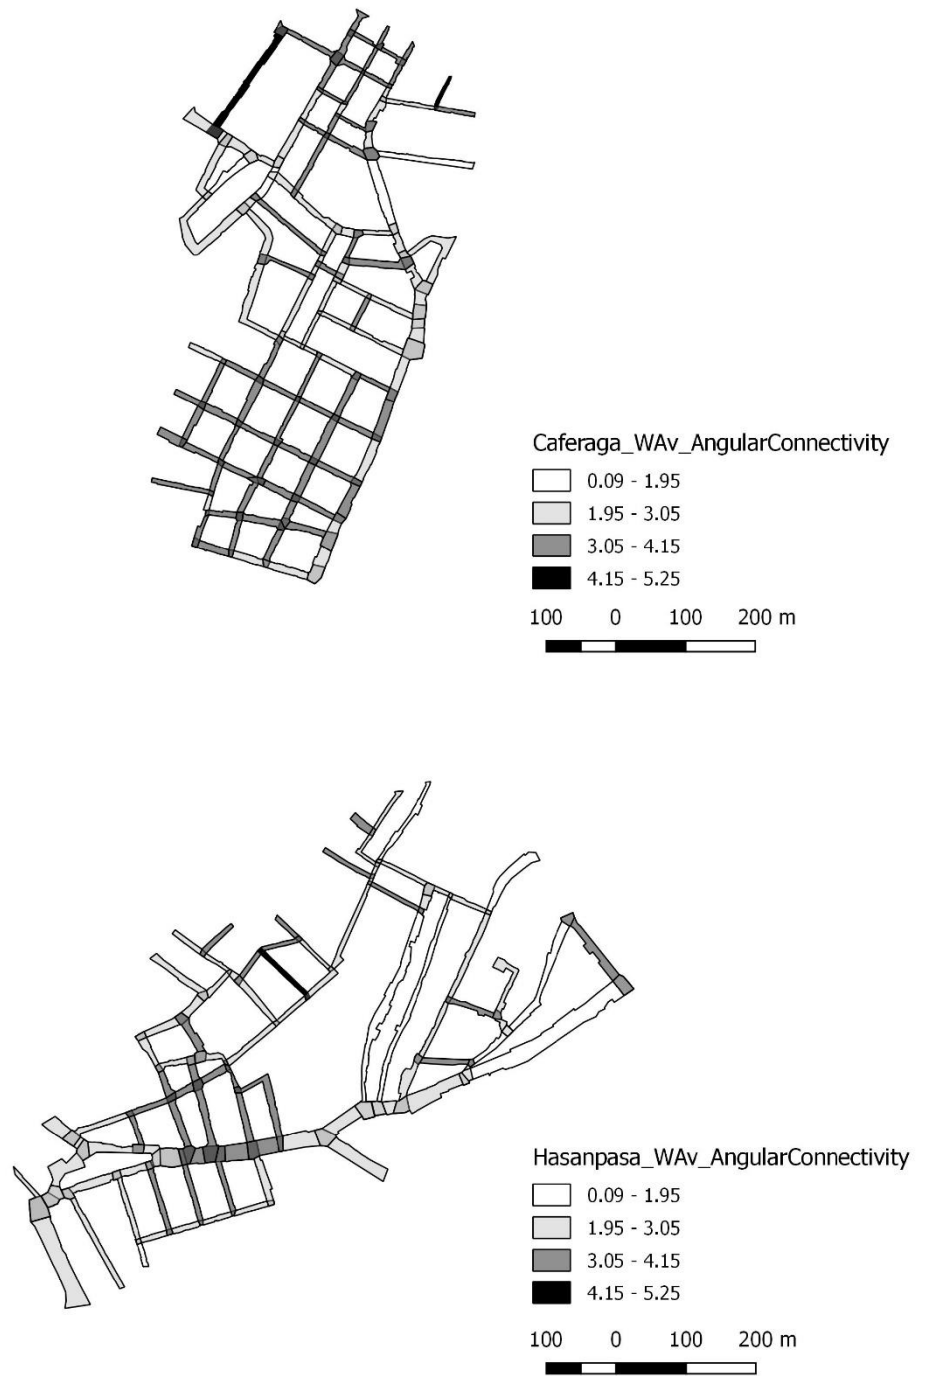 Caferaga_WAv_AngularConnectivity
0.09 - 1.95
1.95 - 3.05
3.05 - 4.15
4.15 - 5.25
100 0 100 200 m
Hasanpasa_WAv_AngularConnectivity
0.09 - 1.95
1.95 - 3.05
3.05 - 4.15
4.15 - 5.25
100 0 100 200 m